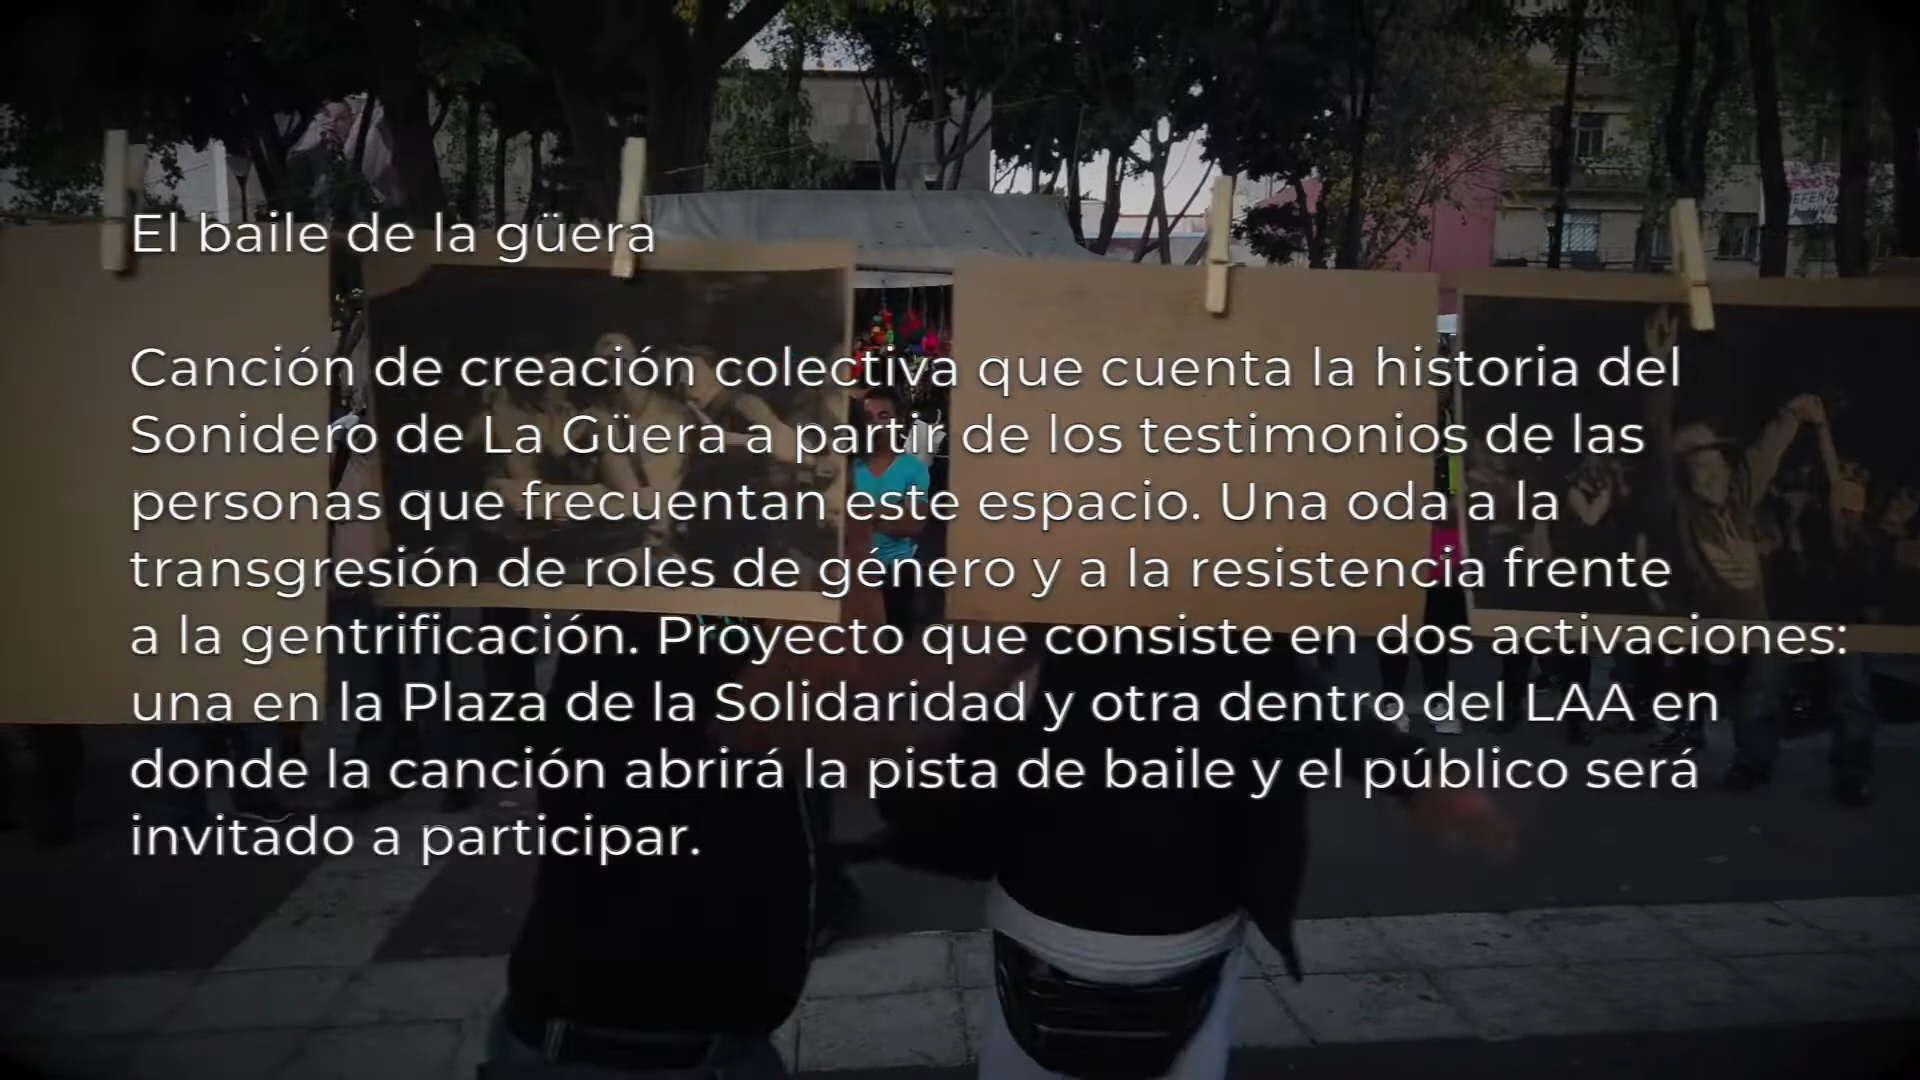 El baile de la güera
Canción de creación colectiva que cuenta la historia del
Sonidero de La Güera a partir de los testimonios de las
personas que frecuentan este espacio. Una oda a la
transgresión de roles de género y a la resistencia frente
a la gentrificación. Proyecto que consiste en dos activaciones:
una en la Plaza de la Solidaridad y otra dentro del LAA en
donde la canción abrirá la pista de baile y el público será
invitado a participar.